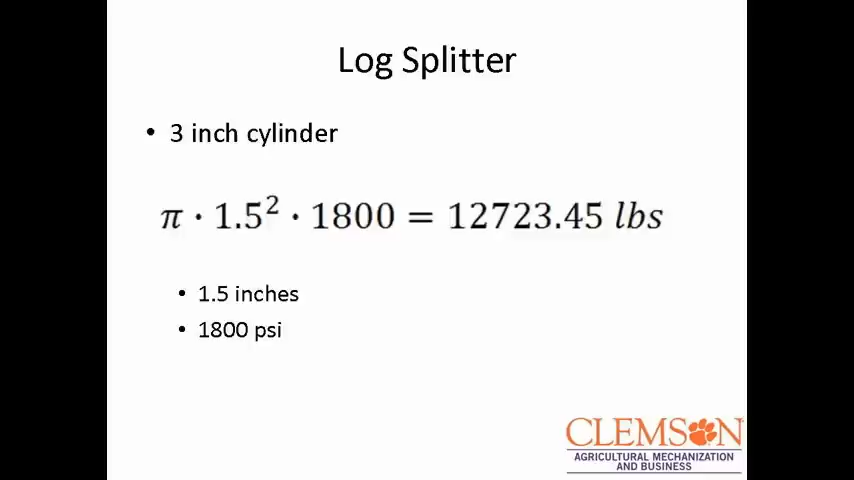 Log Splitter
• 3 inch cylinder
π · 1.5² · 1800 = 12723.45 lbs
• 1.5 inches
• 1800 psi
CLEMSON
AGRICULTURAL MECHANIZATION
AND BUSINESS